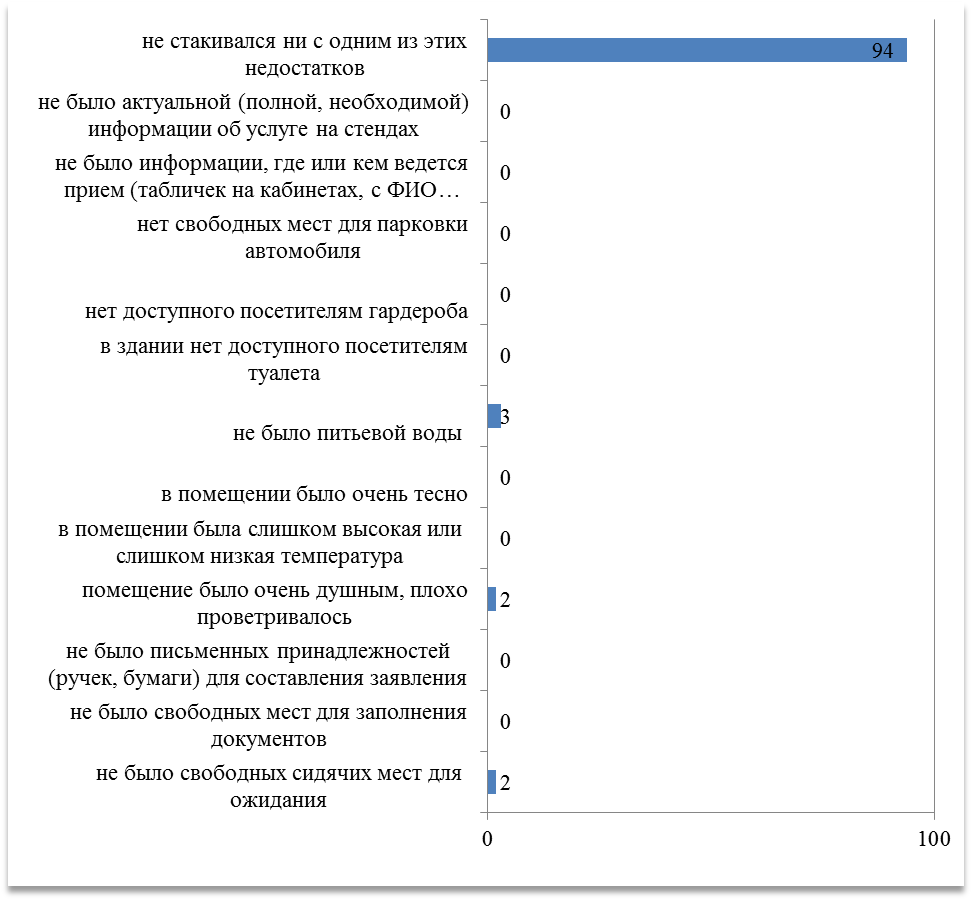 не стакивался ни с одним из этих
недостатков
94
не было актуальной (полной, необходимой)
информации об услуге на стендах
0
не было информации, где или кем ведется
прием (табличек на кабинетах, с ФИО…
0
нет свободных мест для парковки
автомобиля
0
нет доступного посетителям гардероба
0
в здании нет доступного посетителям
туалета
0
не было питьевой воды
3
в помещении было очень тесно
0
в помещении была слишком высокая или
слишком низкая температура
0
помещение было очень душным, плохо
проветривалось
2
не было письменных принадлежностей
(ручек, бумаги) для составления заявления
0
не было свободных мест для заполнения
документов
0
не было свободных сидячих мест для
ожидания
2
0 100